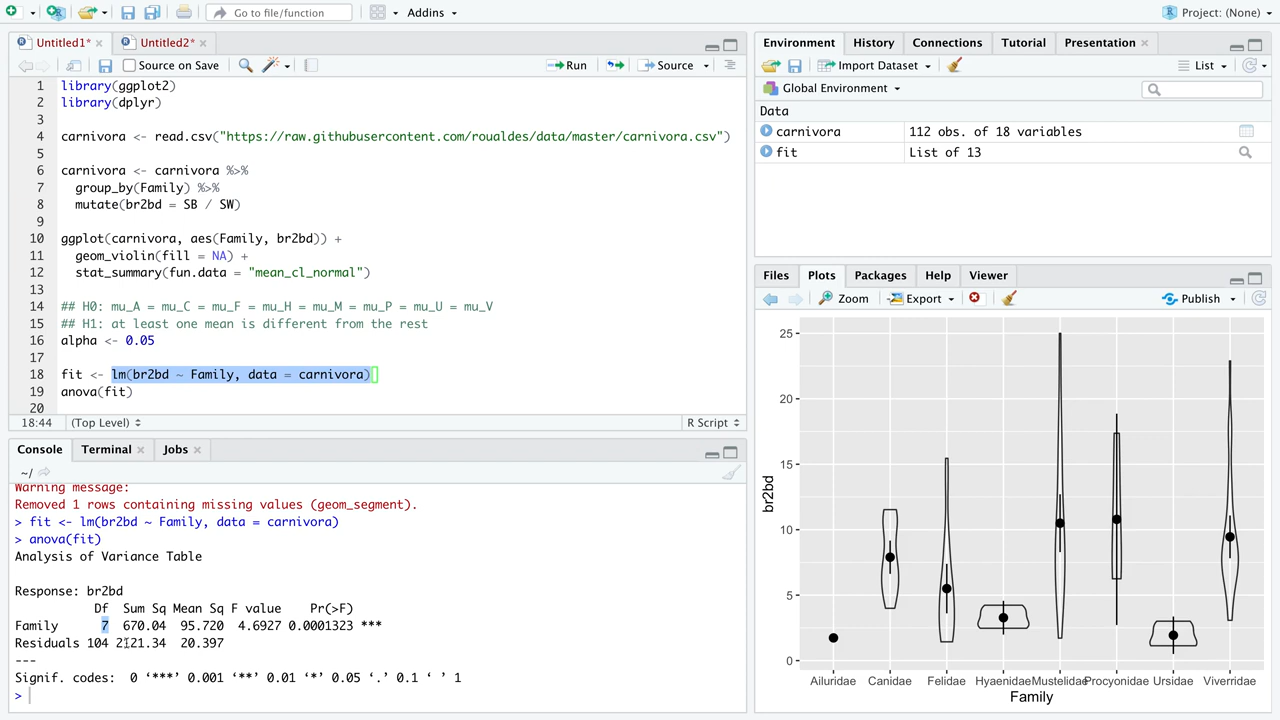 Go to file/function
Addins
Project: (None)
Untitled1*
Untitled2*
Source on Save
Run
Source
1 library(ggplot2)
2 library(dplyr)
3
4 carnivora <- read.csv("https://raw.githubusercontent.com/roualdes/data/master/carnivora.csv")
5
6 carnivora <- carnivora %>%
7   group_by(Family) %>%
8   mutate(br2bd = SB / SW)
9
10 ggplot(carnivora, aes(Family, br2bd)) +
11   geom_violin(fill = NA) +
12   stat_summary(fun.data = "mean_cl_normal")
13
14 ## H0: mu_A = mu_C = mu_F = mu_H = mu_M = mu_P = mu_U = mu_V
15 ## H1: at least one mean is different from the rest
16 alpha <- 0.05
17
18 fit <- lm(br2bd ~ Family, data = carnivora)
19 anova(fit)
20
18:44 (Top Level) R Script
Console Terminal Jobs
~/
Warning message:
Removed 1 rows containing missing values (geom_segment).
> fit <- lm(br2bd ~ Family, data = carnivora)
> anova(fit)
Analysis of Variance Table
Response: br2bd
Df Sum Sq Mean Sq F value Pr(>F)
Family 7 670.04 95.720 4.6927 0.0001323 ***
Residuals 104 2121.34 20.397
---
Signif. codes: 0 ‘***’ 0.001 ‘**’ 0.01 ‘*’ 0.05 ‘.’ 0.1 ‘ ’ 1
>
Environment History Connections Tutorial Presentation
Import Dataset List
Global Environment
Data
carnivora 112 obs. of 18 variables
fit List of 13
Files Plots Packages Help Viewer
Zoom Export Publish
25
20
15
10
5
0
br2bd
Ailuridae Canidae Felidae Hyaenidae Mustelidae Procyonidae Ursidae Viverridae
Family